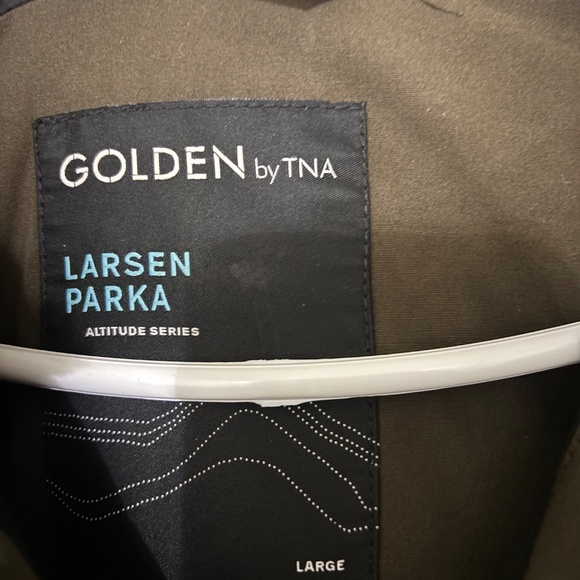 GOLDEN by TNA
LARSEN
PARKA
ALTITUDE SERIES
LARGE